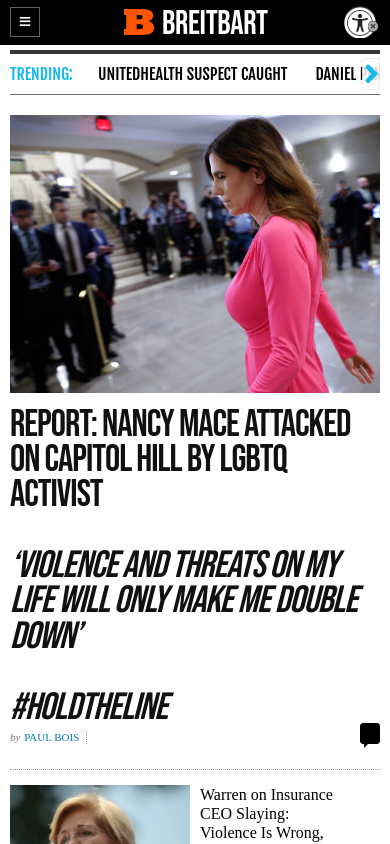 BREITBART
TRENDING: UNITEDHEALTH SUSPECT CAUGHT DANIEL
REPORT: NANCY MACE ATTACKED
ON CAPITOL HILL BY LGBTQ
ACTIVIST
‘VIOLENCE AND THREATS ON MY
LIFE WILL ONLY MAKE ME DOUBLE
DOWN’
#HOLDTHELINE
by PAUL BOIS
Warren on Insurance
CEO Slaying:
Violence Is Wrong,